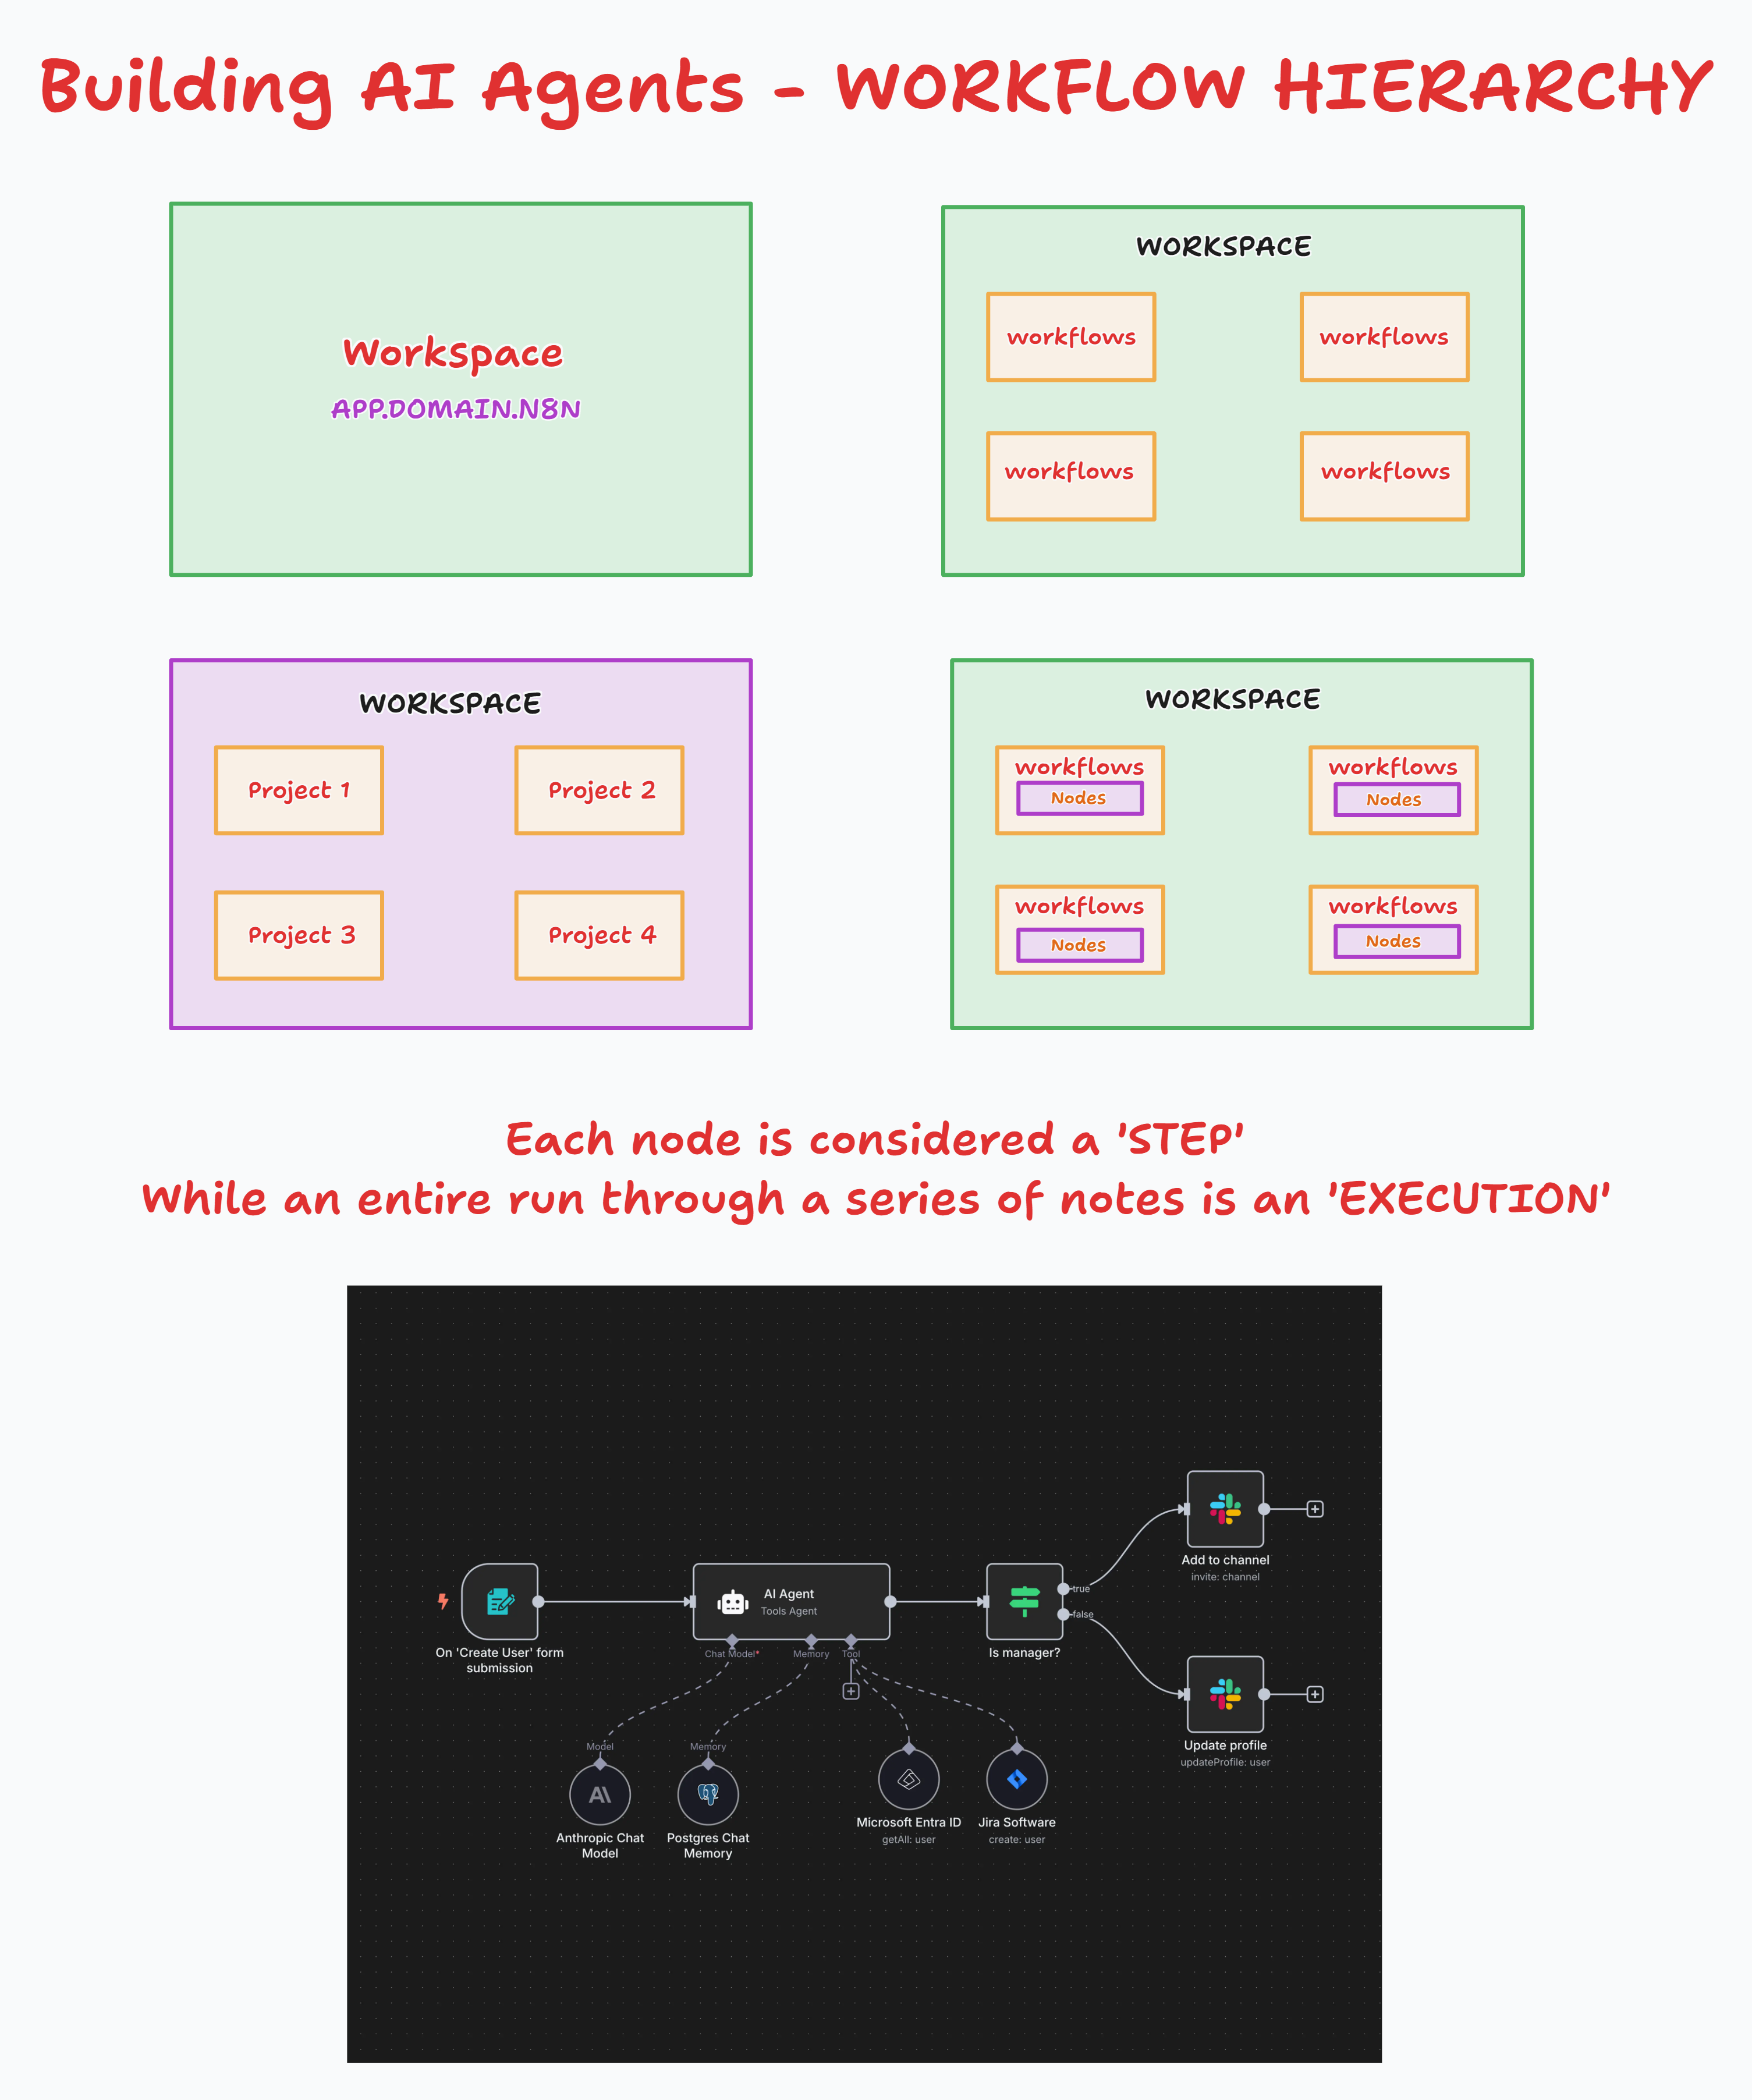 Building AI Agents - WORKFLOW HIERARCHY
Workspace
APP.DOMAIN.N8N
WORKSPACE
workflows
workflows
workflows
workflows
WORKSPACE
Project 1
Project 2
Project 3
Project 4
WORKSPACE
workflows
Nodes
workflows
Nodes
workflows
Nodes
workflows
Nodes
Each node is considered a 'STEP'
While an entire run through a series of notes is an 'EXECUTION'
On 'Create User' form
submission
AI Agent
Tools Agent
Chat Model*
Memory
Tool
Model
Anthropic Chat
Model
Memory
Postgres Chat
Memory
Microsoft Entra ID
getAll: user
Jira Software
create: user
Is manager?
true
false
Add to channel
invite: channel
Update profile
updateProfile: user